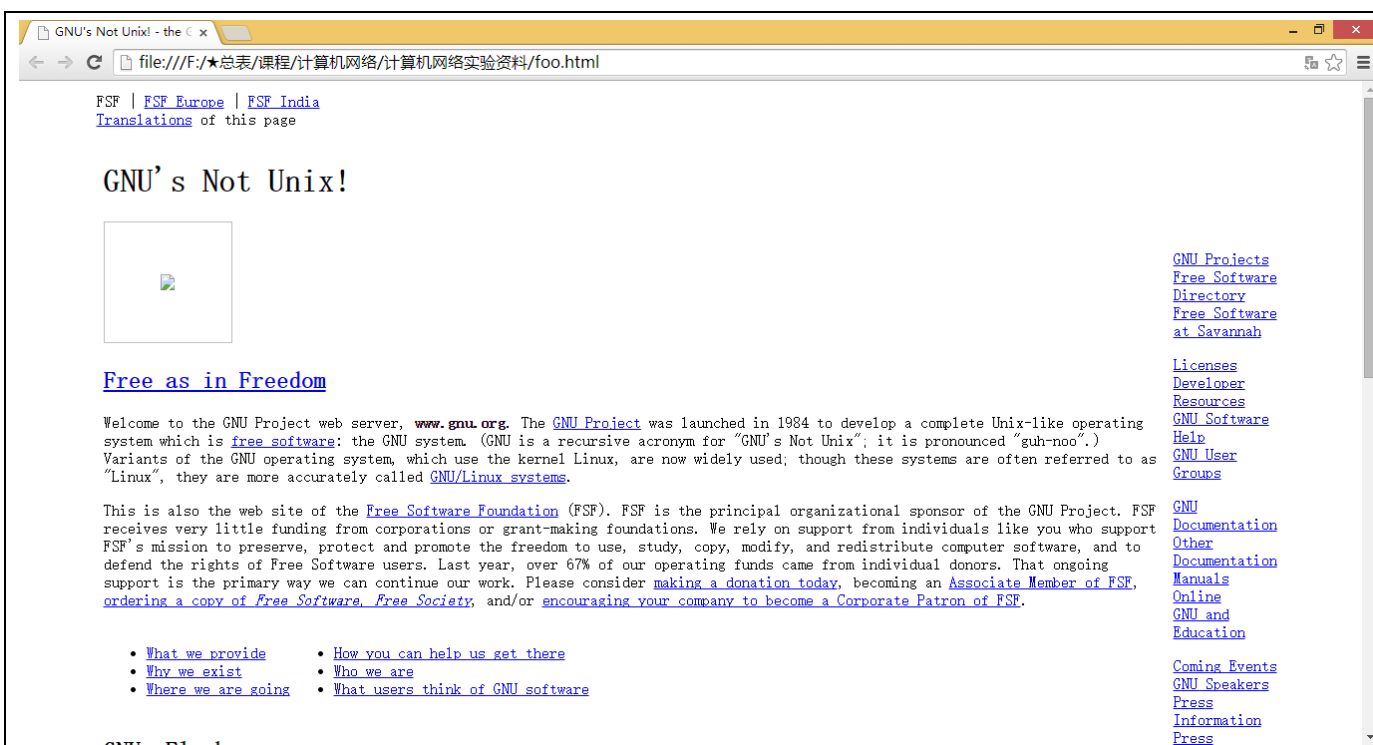 GNU's Not Unix! - the G
file:///F:/★总表/课程/计算机网络/计算机网络实验资料/foo.html
FSF | FSF Europe | FSF India
Translations of this page
GNU's Not Unix!
Free as in Freedom
Welcome to the GNU Project web server, www.gnu.org. The GNU Project was launched in 1984 to develop a complete Unix-like operating
system which is free software: the GNU system. (GNU is a recursive acronym for "GNU's Not Unix"; it is pronounced "guh-noo".)
Variants of the GNU operating system, which use the kernel Linux, are now widely used; though these systems are often referred to as
"Linux", they are more accurately called GNU/Linux systems.
This is also the web site of the Free Software Foundation (FSF). FSF is the principal organizational sponsor of the GNU Project. FSF
receives very little funding from corporations or grant-making foundations. We rely on support from individuals like you who support
FSF's mission to preserve, protect and promote the freedom to use, study, copy, modify, and redistribute computer software, and to
defend the rights of Free Software users. Last year, over 67% of our operating funds came from individual donors. That ongoing
support is the primary way we can continue our work. Please consider making a donation today, becoming an Associate Member of FSF,
ordering a copy of Free Software, Free Society, and/or encouraging your company to become a Corporate Patron of FSF.
• What we provide
• Why we exist
• Where we are going
• How you can help us get there
• Who we are
• What users think of GNU software
GNU Projects
Free Software
Directory
Free Software
at Savannah
Licenses
Developer
Resources
GNU Software
Help
GNU User
Groups
GNU
Documentation
Other
Documentation
Manuals
Online
GNU and
Education
Coming Events
GNU Speakers
Press
Information
Press